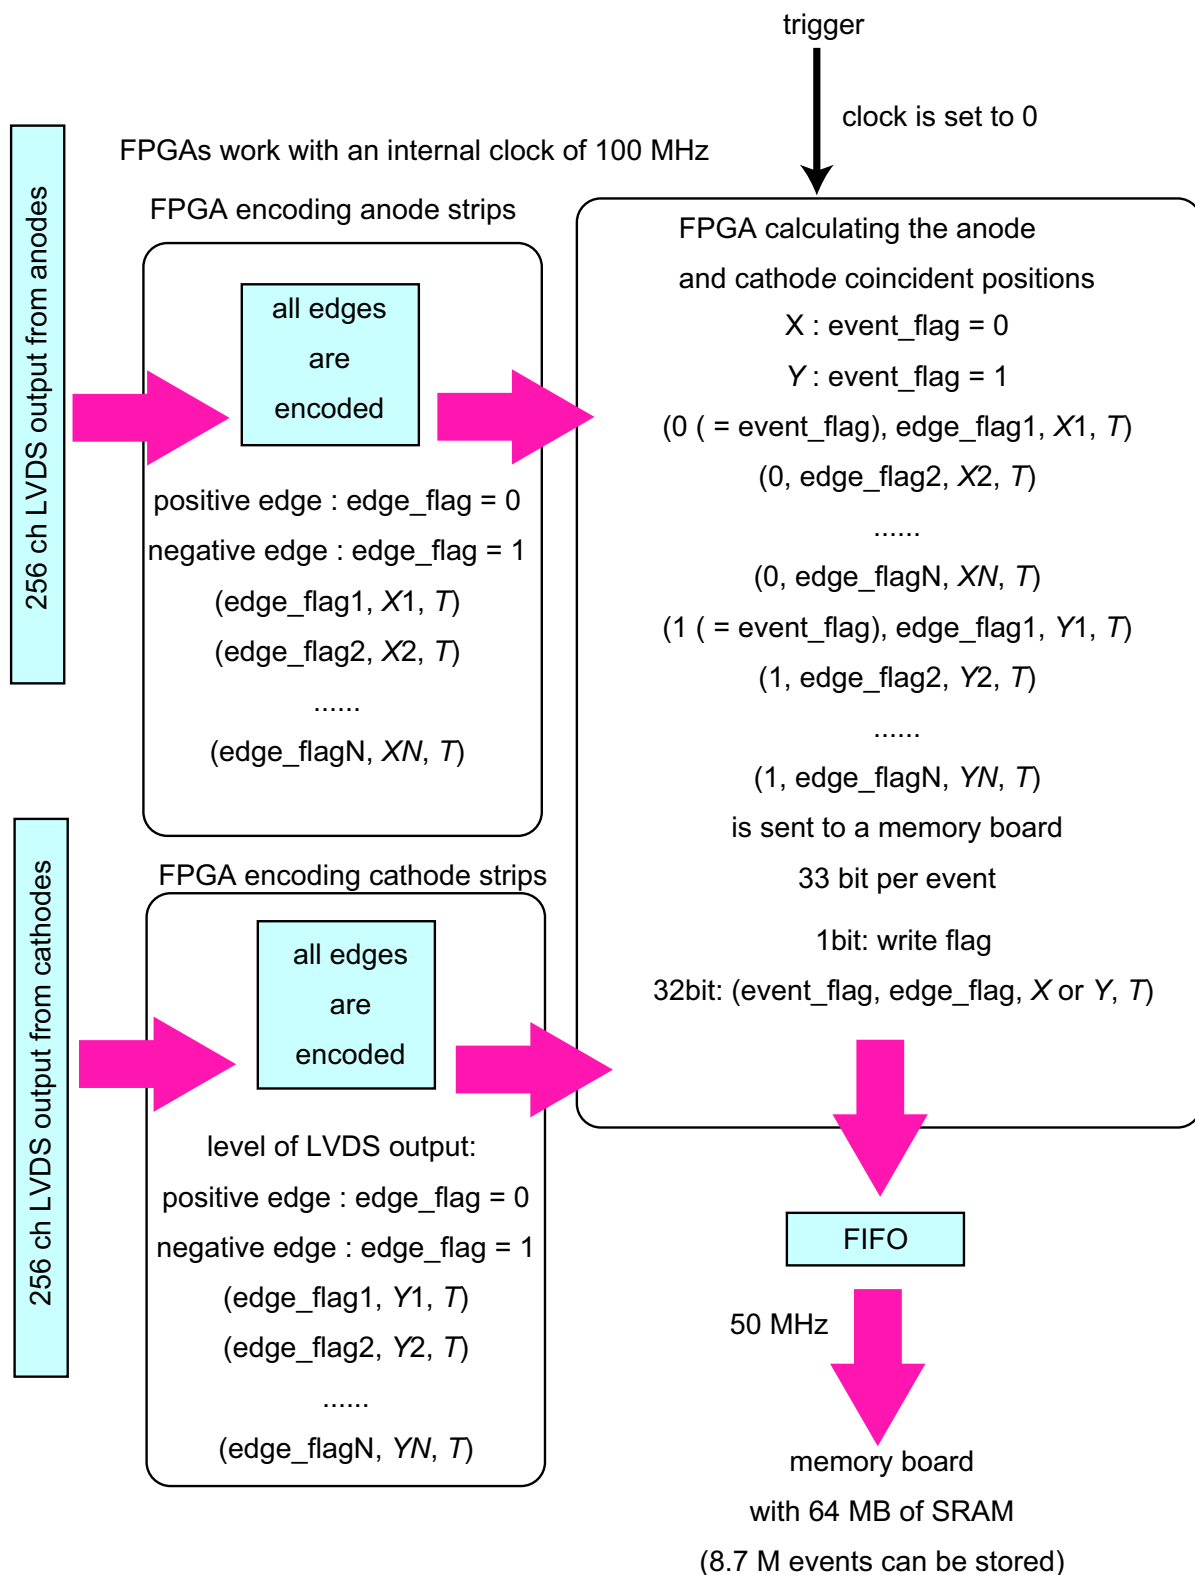 trigger
clock is set to 0
FPGAs work with an internal clock of 100 MHz
256 ch LVDS output from anodes
FPGA encoding anode strips
all edges
are
encoded
positive edge : edge_flag = 0
negative edge : edge_flag = 1
(edge_flag1, X1, T)
(edge_flag2, X2, T)
......
(edge_flagN, XN, T)
256 ch LVDS output from cathodes
FPGA encoding cathode strips
all edges
are
encoded
level of LVDS output:
positive edge : edge_flag = 0
negative edge : edge_flag = 1
(edge_flag1, Y1, T)
(edge_flag2, Y2, T)
......
(edge_flagN, YN, T)
FPGA calculating the anode
and cathode coincident positions
X : event_flag = 0
Y : event_flag = 1
(0 ( = event_flag), edge_flag1, X1, T)
(0, edge_flag2, X2, T)
......
(0, edge_flagN, XN, T)
(1 ( = event_flag), edge_flag1, Y1, T)
(1, edge_flag2, Y2, T)
......
(1, edge_flagN, YN, T)
is sent to a memory board
33 bit per event
1bit: write flag
32bit: (event_flag, edge_flag, X or Y, T)
FIFO
50 MHz
memory board
with 64 MB of SRAM
(8.7 M events can be stored)